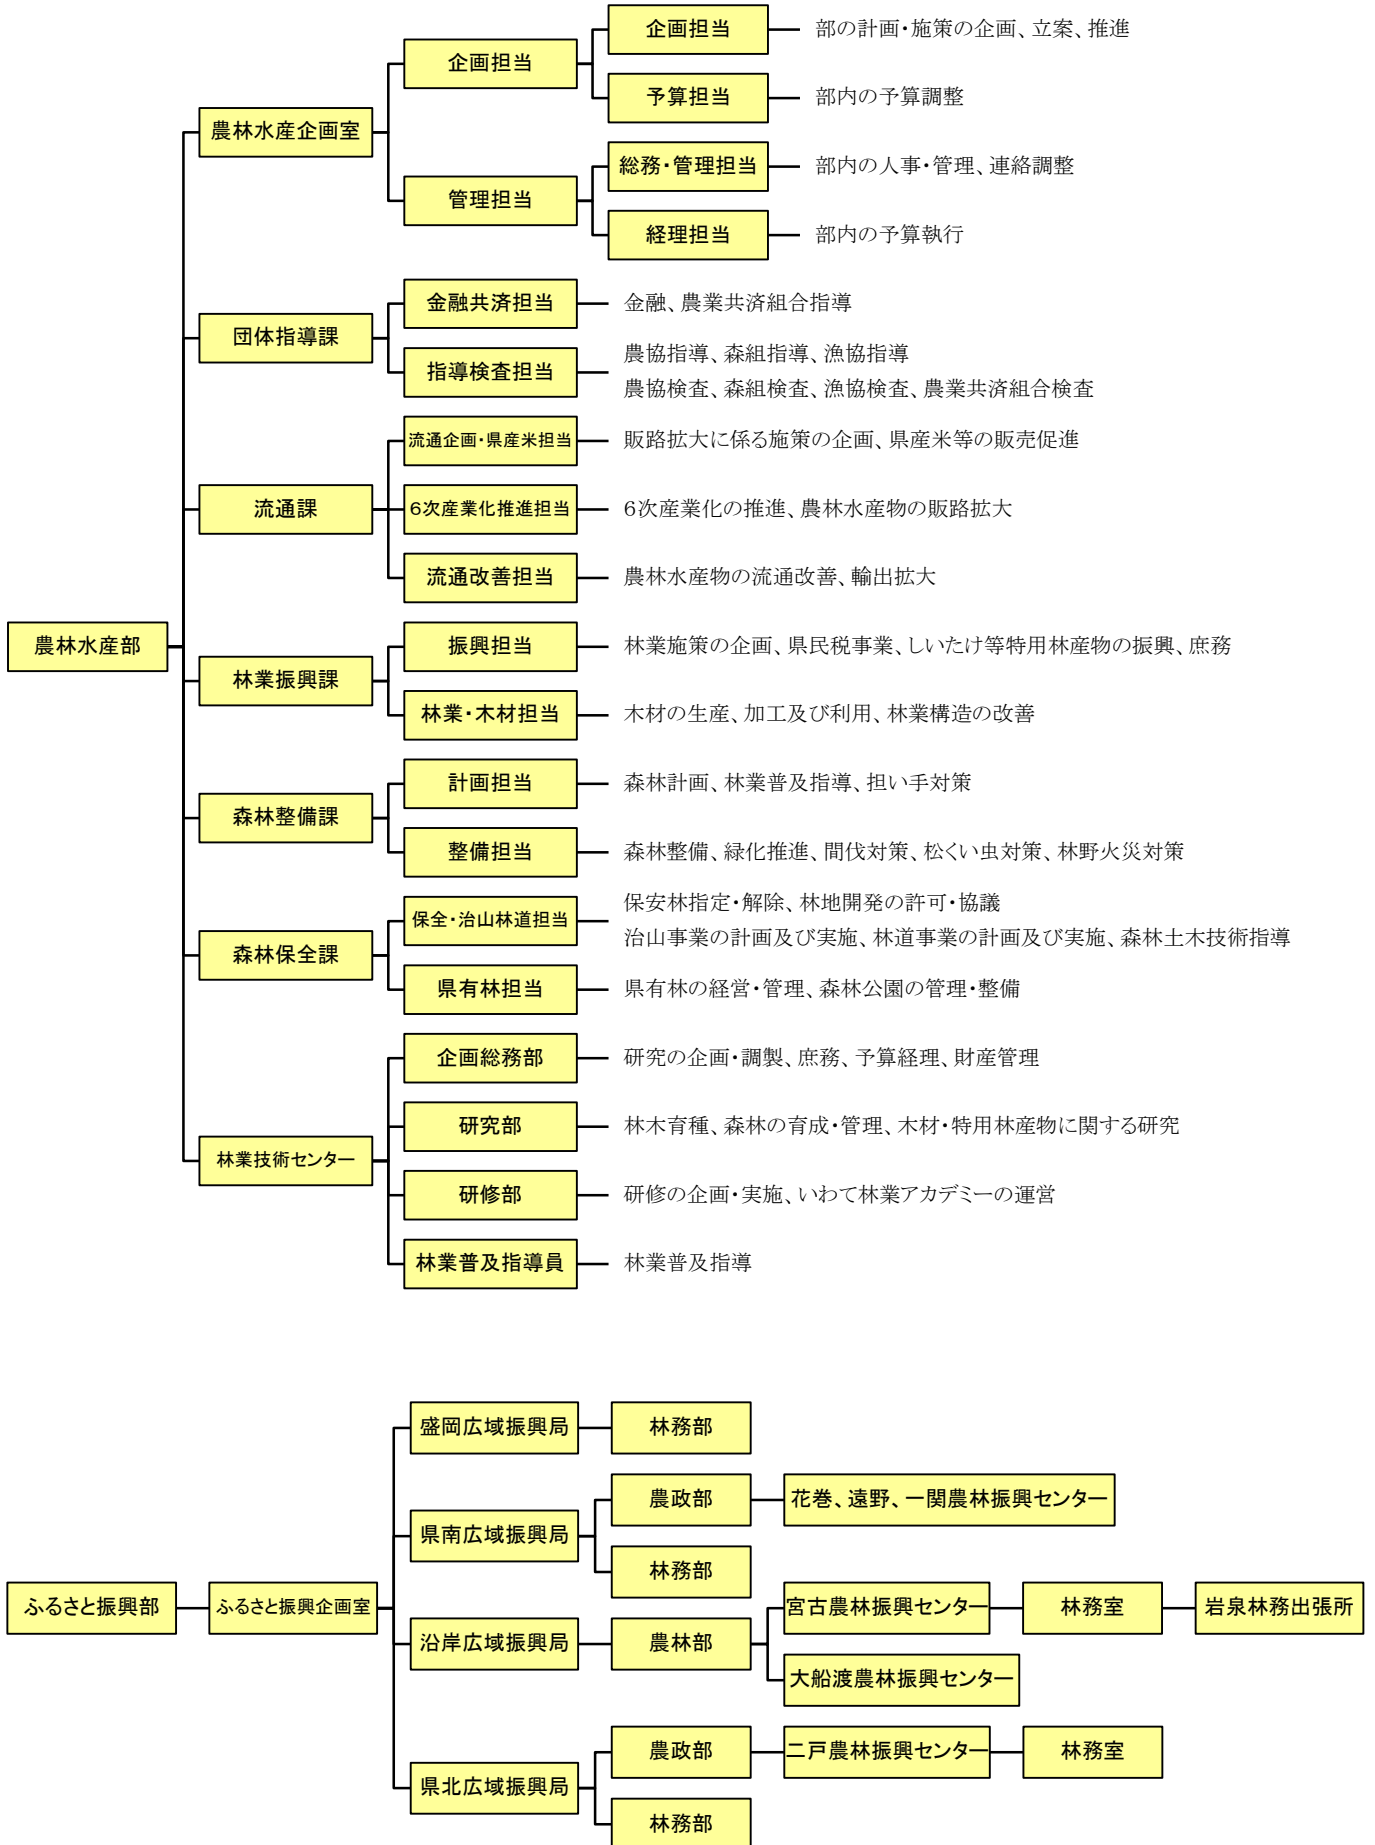 企画担当
部の計画・施策の企画、立案、推進
企画担当
予算担当
部内の予算調整
農林水産企画室
総務・管理担当
部内の人事・管理、連絡調整
管理担当
経理担当
部内の予算執行
金融共済担当
金融、農業共済組合指導
団体指導課
指導検査担当
農協指導、森組指導、漁協指導
農協検査、森組検査、漁協検査、農業共済組合検査
流通企画・県産米担当
販路拡大に係る施策の企画、県産米等の販売促進
流通課
6次産業化推進担当
6次産業化の推進、農林水産物の販路拡大
流通改善担当
農林水産物の流通改善、輸出拡大
農林水産部
振興担当
林業施策の企画、県民税事業、しいたけ等特用林産物の振興、庶務
林業振興課
林業・木材担当
木材の生産、加工及び利用、林業構造の改善
計画担当
森林計画、林業普及指導、担い手対策
森林整備課
整備担当
森林整備、緑化推進、間伐対策、松くい虫対策、林野火災対策
保全・治山林道担当
保安林指定・解除、林地開発の許可・協議
治山事業の計画及び実施、林道事業の計画及び実施、森林土木技術指導
森林保全課
県有林担当
県有林の経営・管理、森林公園の管理・整備
企画総務部
研究の企画・調製、庶務、予算経理、財産管理
研究部
林木育種、森林の育成・管理、木材・特用林産物に関する研究
林業技術センター
研修部
研修の企画・実施、いわて林業アカデミーの運営
林業普及指導員
林業普及指導
盛岡広域振興局
林務部
農政部
花巻、遠野、一関農林振興センター
県南広域振興局
林務部
ふるさと振興部
ふるさと振興企画室
宮古農林振興センター
林務室
岩泉林務出張所
沿岸広域振興局
農林部
大船渡農林振興センター
農政部
二戸農林振興センター
林務室
県北広域振興局
林務部